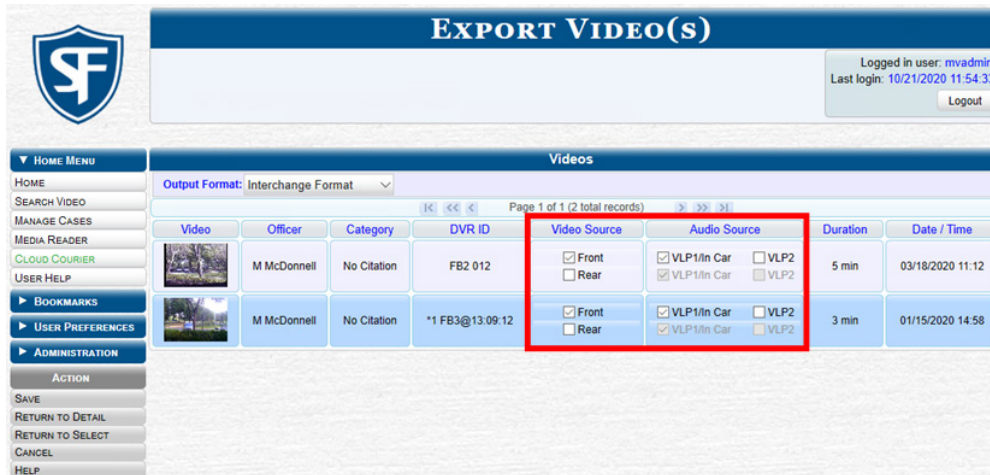 EXPORT VIDEO(S)
SF
Logged in user: mvadmin
Last login: 10/21/2020 11:54:3
Logout
▼ HOME MENU
HOME
SEARCH VIDEO
MANAGE CASES
MEDIA READER
CLOUD COURIER
USER HELP
▶ BOOKMARKS
▶ USER PREFERENCES
▶ ADMINISTRATION
ACTION
SAVE
RETURN TO DETAIL
RETURN TO SELECT
CANCEL
HELP
Videos
Output Format: Interchange Format
Page 1 of 1 (2 total records)
Video Officer Category DVR ID Video Source Audio Source Duration Date / Time
M McDonnell No Citation FB2 012 Front VLP1/In Car VLP2 5 min 03/18/2020 11:12
Rear VLP1/In Car VLP2
M McDonnell No Citation *1 FB3@13:09:12 Front VLP1/In Car VLP2 3 min 01/15/2020 14:58
Rear VLP1/In Car VLP2